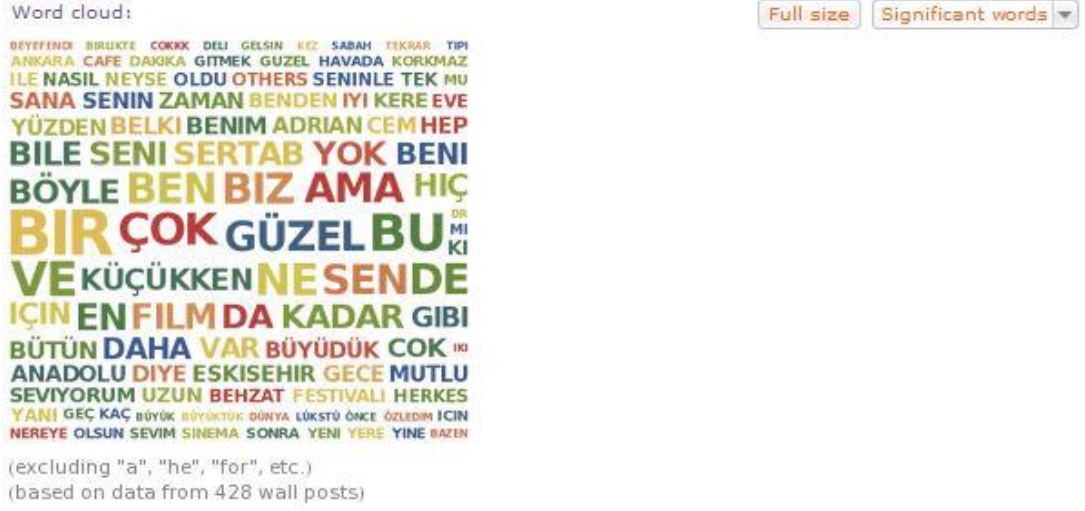 Word cloud:
Full size Significant words
BEYEFENDI BIRLIKTE COKKK DELI GELSIN KIZ SABAH TEKRAR TIPI
ANKARA CAFE DAKIKA GITMEK GUZEL HAVADA KORKMAZ
ILE NASIL NEYSE OLDU OTHERS SENINLE TEK MU
SANA SENIN ZAMAN BENDEN IYI KERE EVE
YÜZDEN BELKI BENIM ADRIAN CEM HEP
BILE SENI SERTAB YOK BENI
BÖYLE BEN BIZ AMA HIÇ
BIR ÇOK GÜZEL BU DR MI KI
VE KÜÇÜKKEN NE SEN DE
IÇIN EN FILM DA KADAR GIBI
BÜTÜN DAHA VAR BÜYÜDÜK COK IKI
ANADOLU DIYE ESKISEHIR GECE MUTLU
SEVIYORUM UZUN BEHZAT FESTIVALI HERKES
YANI GEÇ KAÇ BÜYÜK BÜYÜKTÜK DÜNYA LÜKSTÜ ÖNCE ÖZLEDIM ICIN
NEREYE OLSUN SEVIM SINEMA SONRA YENI YERE YINE BAZEN
(excluding "a", "he", "for", etc.)
(based on data from 428 wall posts)